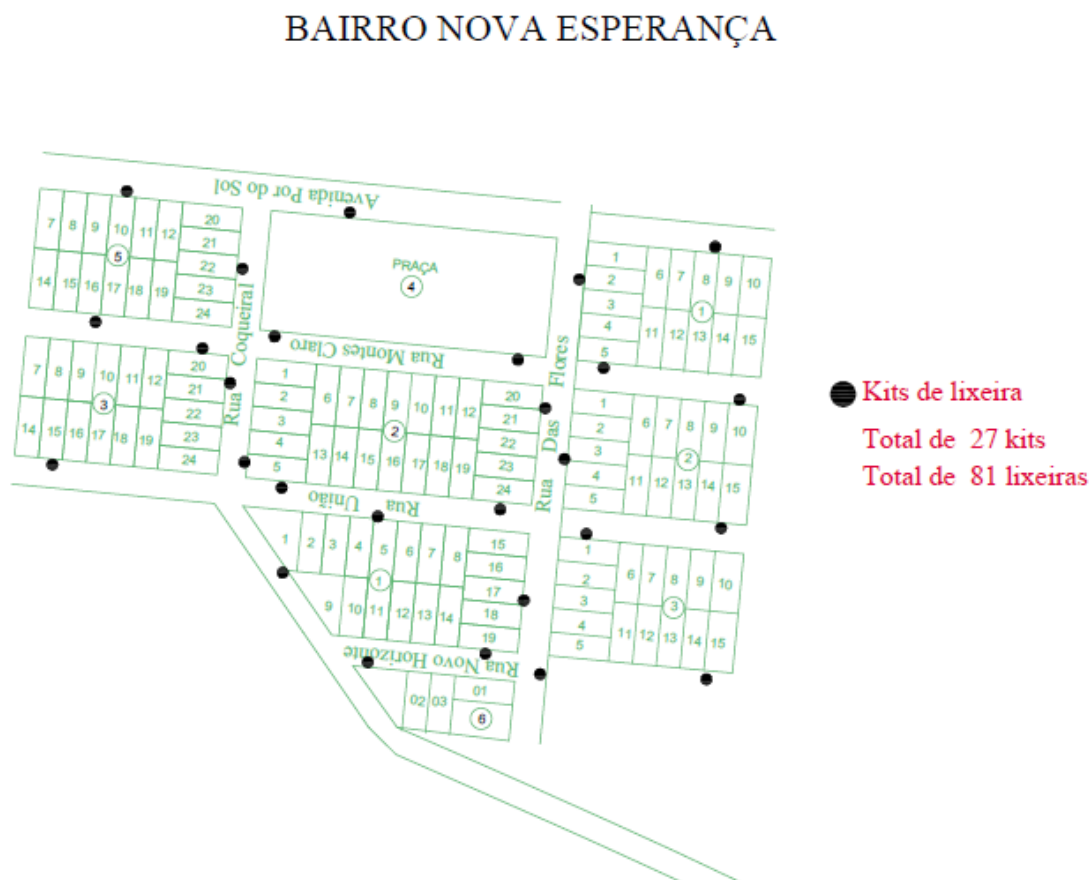 BAIRRO NOVA ESPERANÇA
Avenida Por do Sol
7 8 9 10 11 12 20
21
5
22
14 15 16 17 18 19 23
24
PRAÇA
4
1 6 7 8 9 10
2
1
3
4 11 12 13 14 15
5
Rua Coqueiral
Rua Montes Claro
Rua Das Flores
7 8 9 10 11 12 20
21
3
22
14 15 16 17 18 19 23
24
1 6 7 8 9 10 11 12 20
2 21
2
3 22
4 13 14 15 16 17 18 19 23
5 24
1 6 7 8 9 10
2
2
3
4 11 12 13 14 15
5
Rua União
1 2 3 4 5 6 7 8 15
16
1
17
9 10 11 12 13 14 18
19
1 6 7 8 9 10
2
3
3
4 11 12 13 14 15
5
Rua Novo Horizonte
02 03 01
6
Kits de lixeira
Total de 27 kits
Total de 81 lixeiras